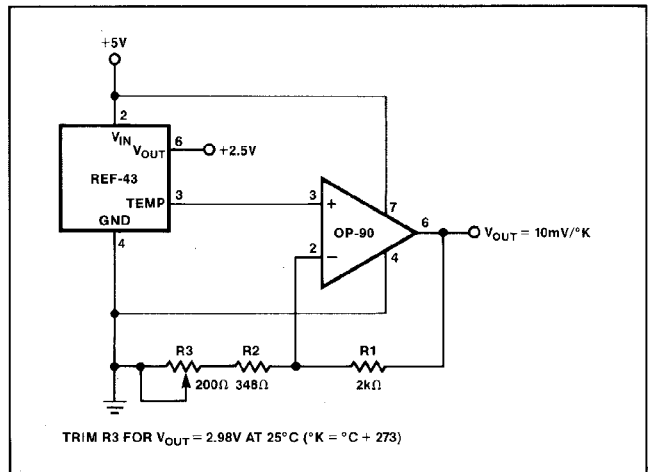 +5V
2
VIN
VOUT
6
+2.5V
REF-43
TEMP
3
GND
4
3
+
7
OP-90
6
VOUT = 10mV/°K
2
−
4
R3
R2
R1
200Ω
348Ω
2kΩ
TRIM R3 FOR VOUT = 2.98V AT 25°C (°K = °C + 273)